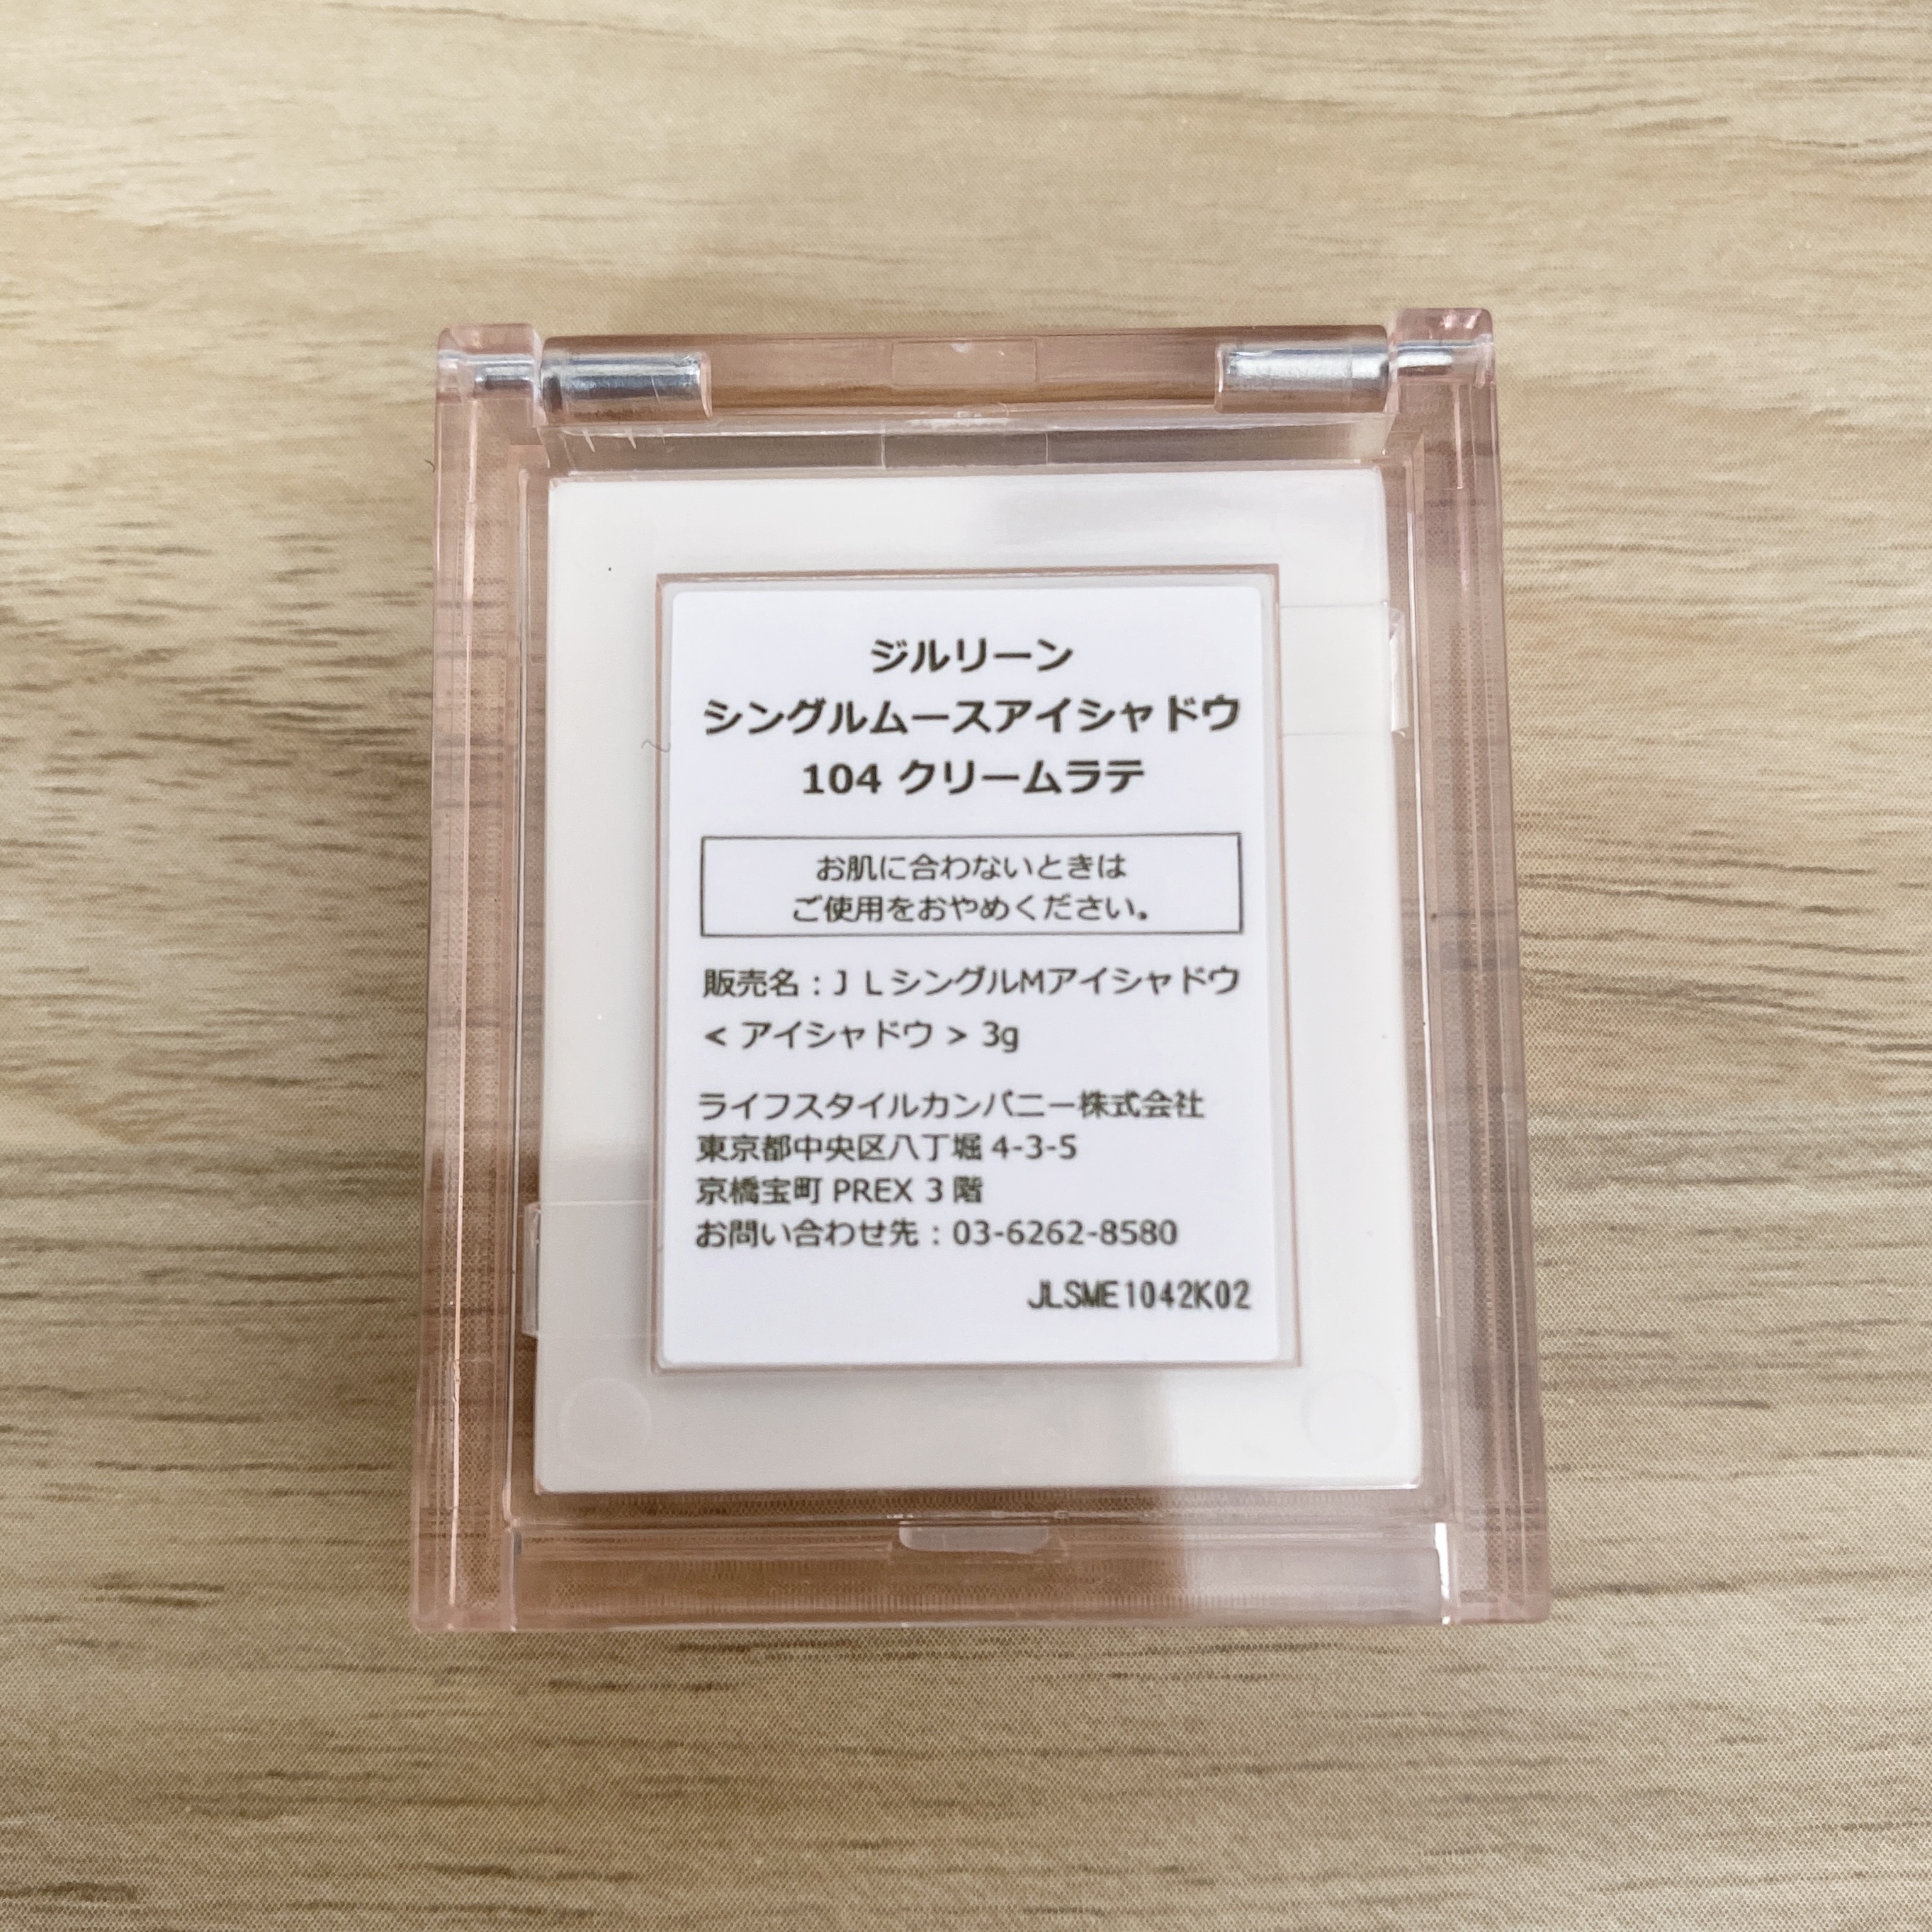 ジルリーン
シングルムースアイシャドウ
104 クリームラテ
お肌に合わないときは
ご使用をおやめください。
販売名：ＪＬシングルMアイシャドウ
< アイシャドウ > 3g
ライフスタイルカンパニー株式会社
東京都中央区八丁堀 4-3-5
京橋宝町 PREX 3 階
お問い合わせ先：03-6262-8580
JLSME1042K02